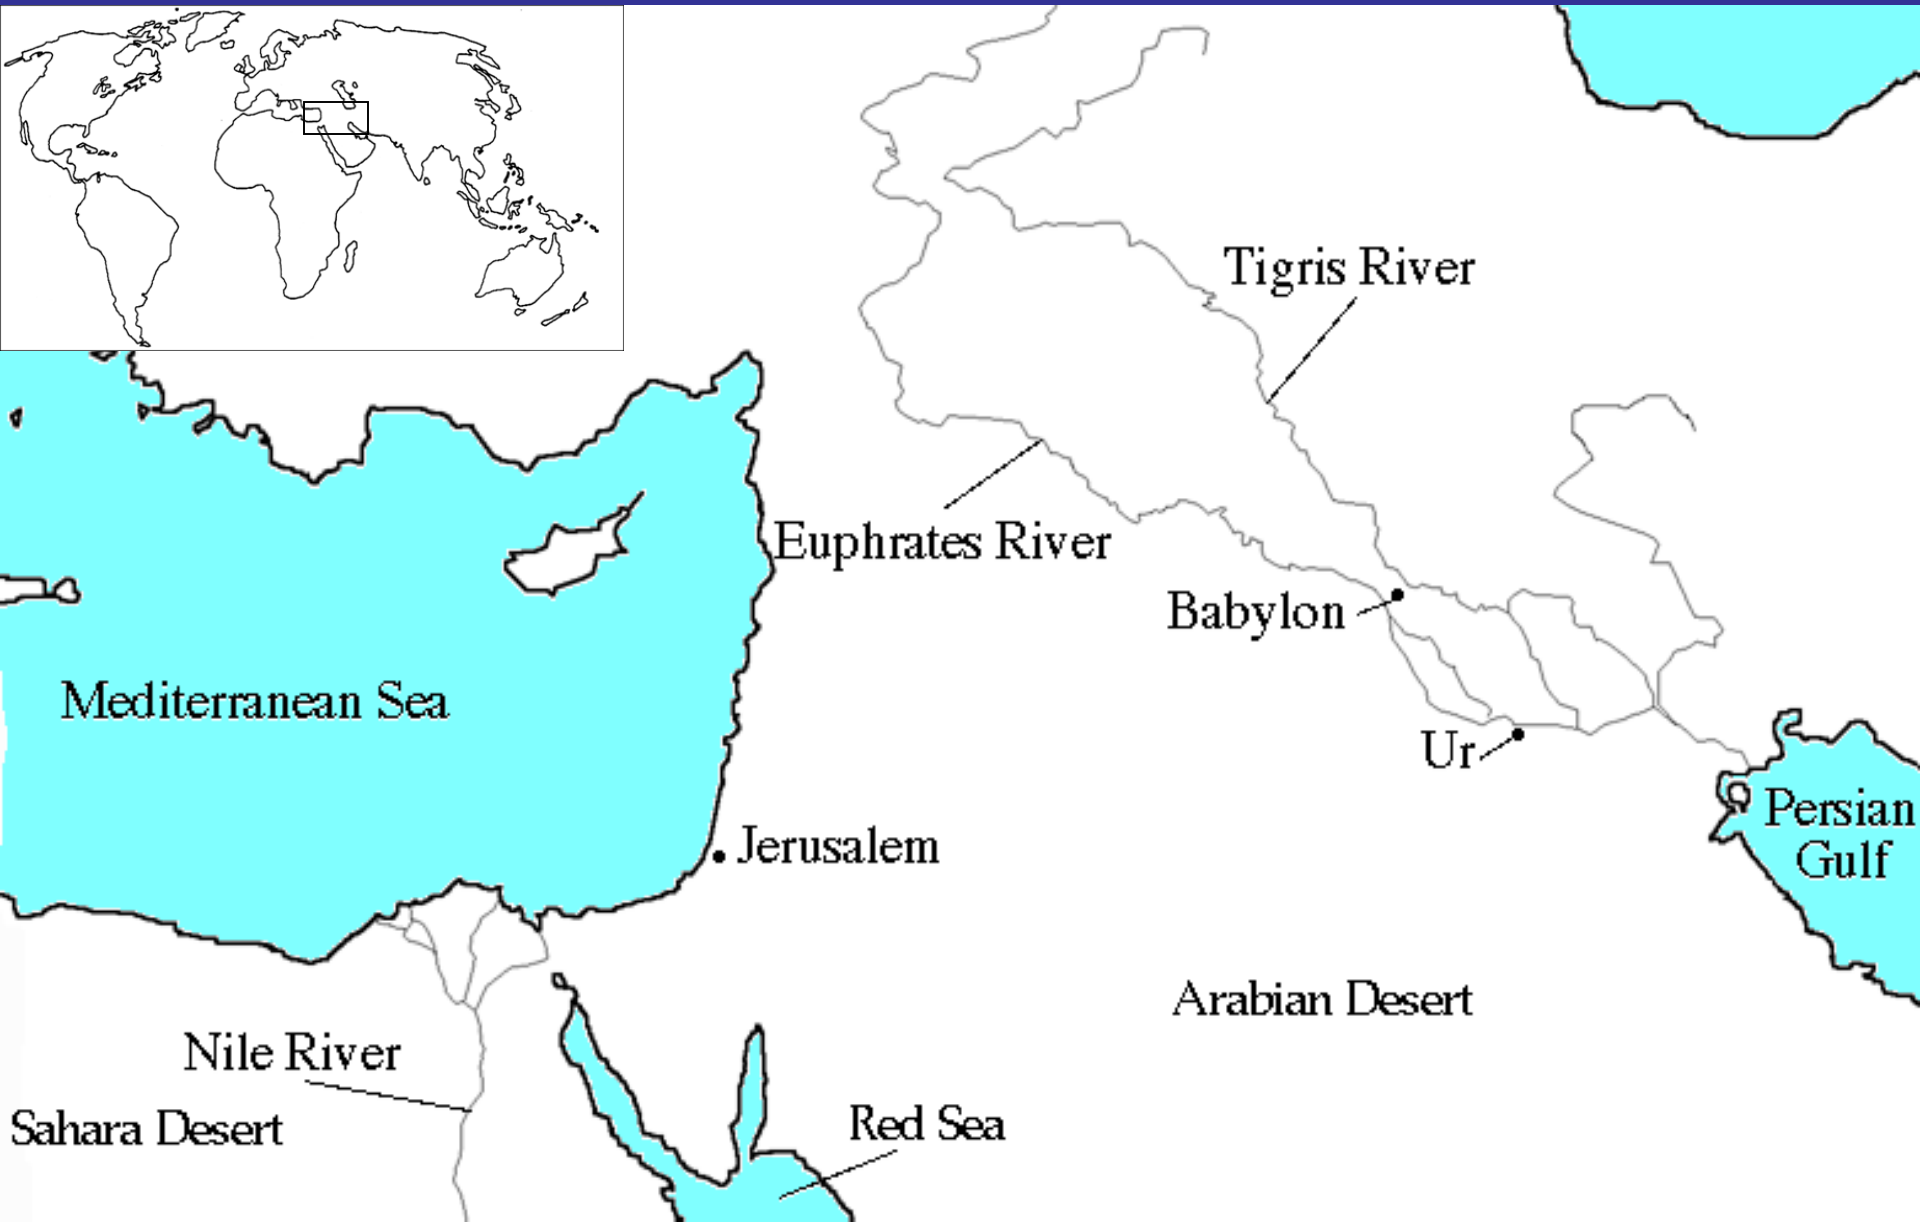 Tigris River
Euphrates River
Babylon
Mediterranean Sea
Ur
Persian
Gulf
Jerusalem
Arabian Desert
Nile River
Sahara Desert
Red Sea